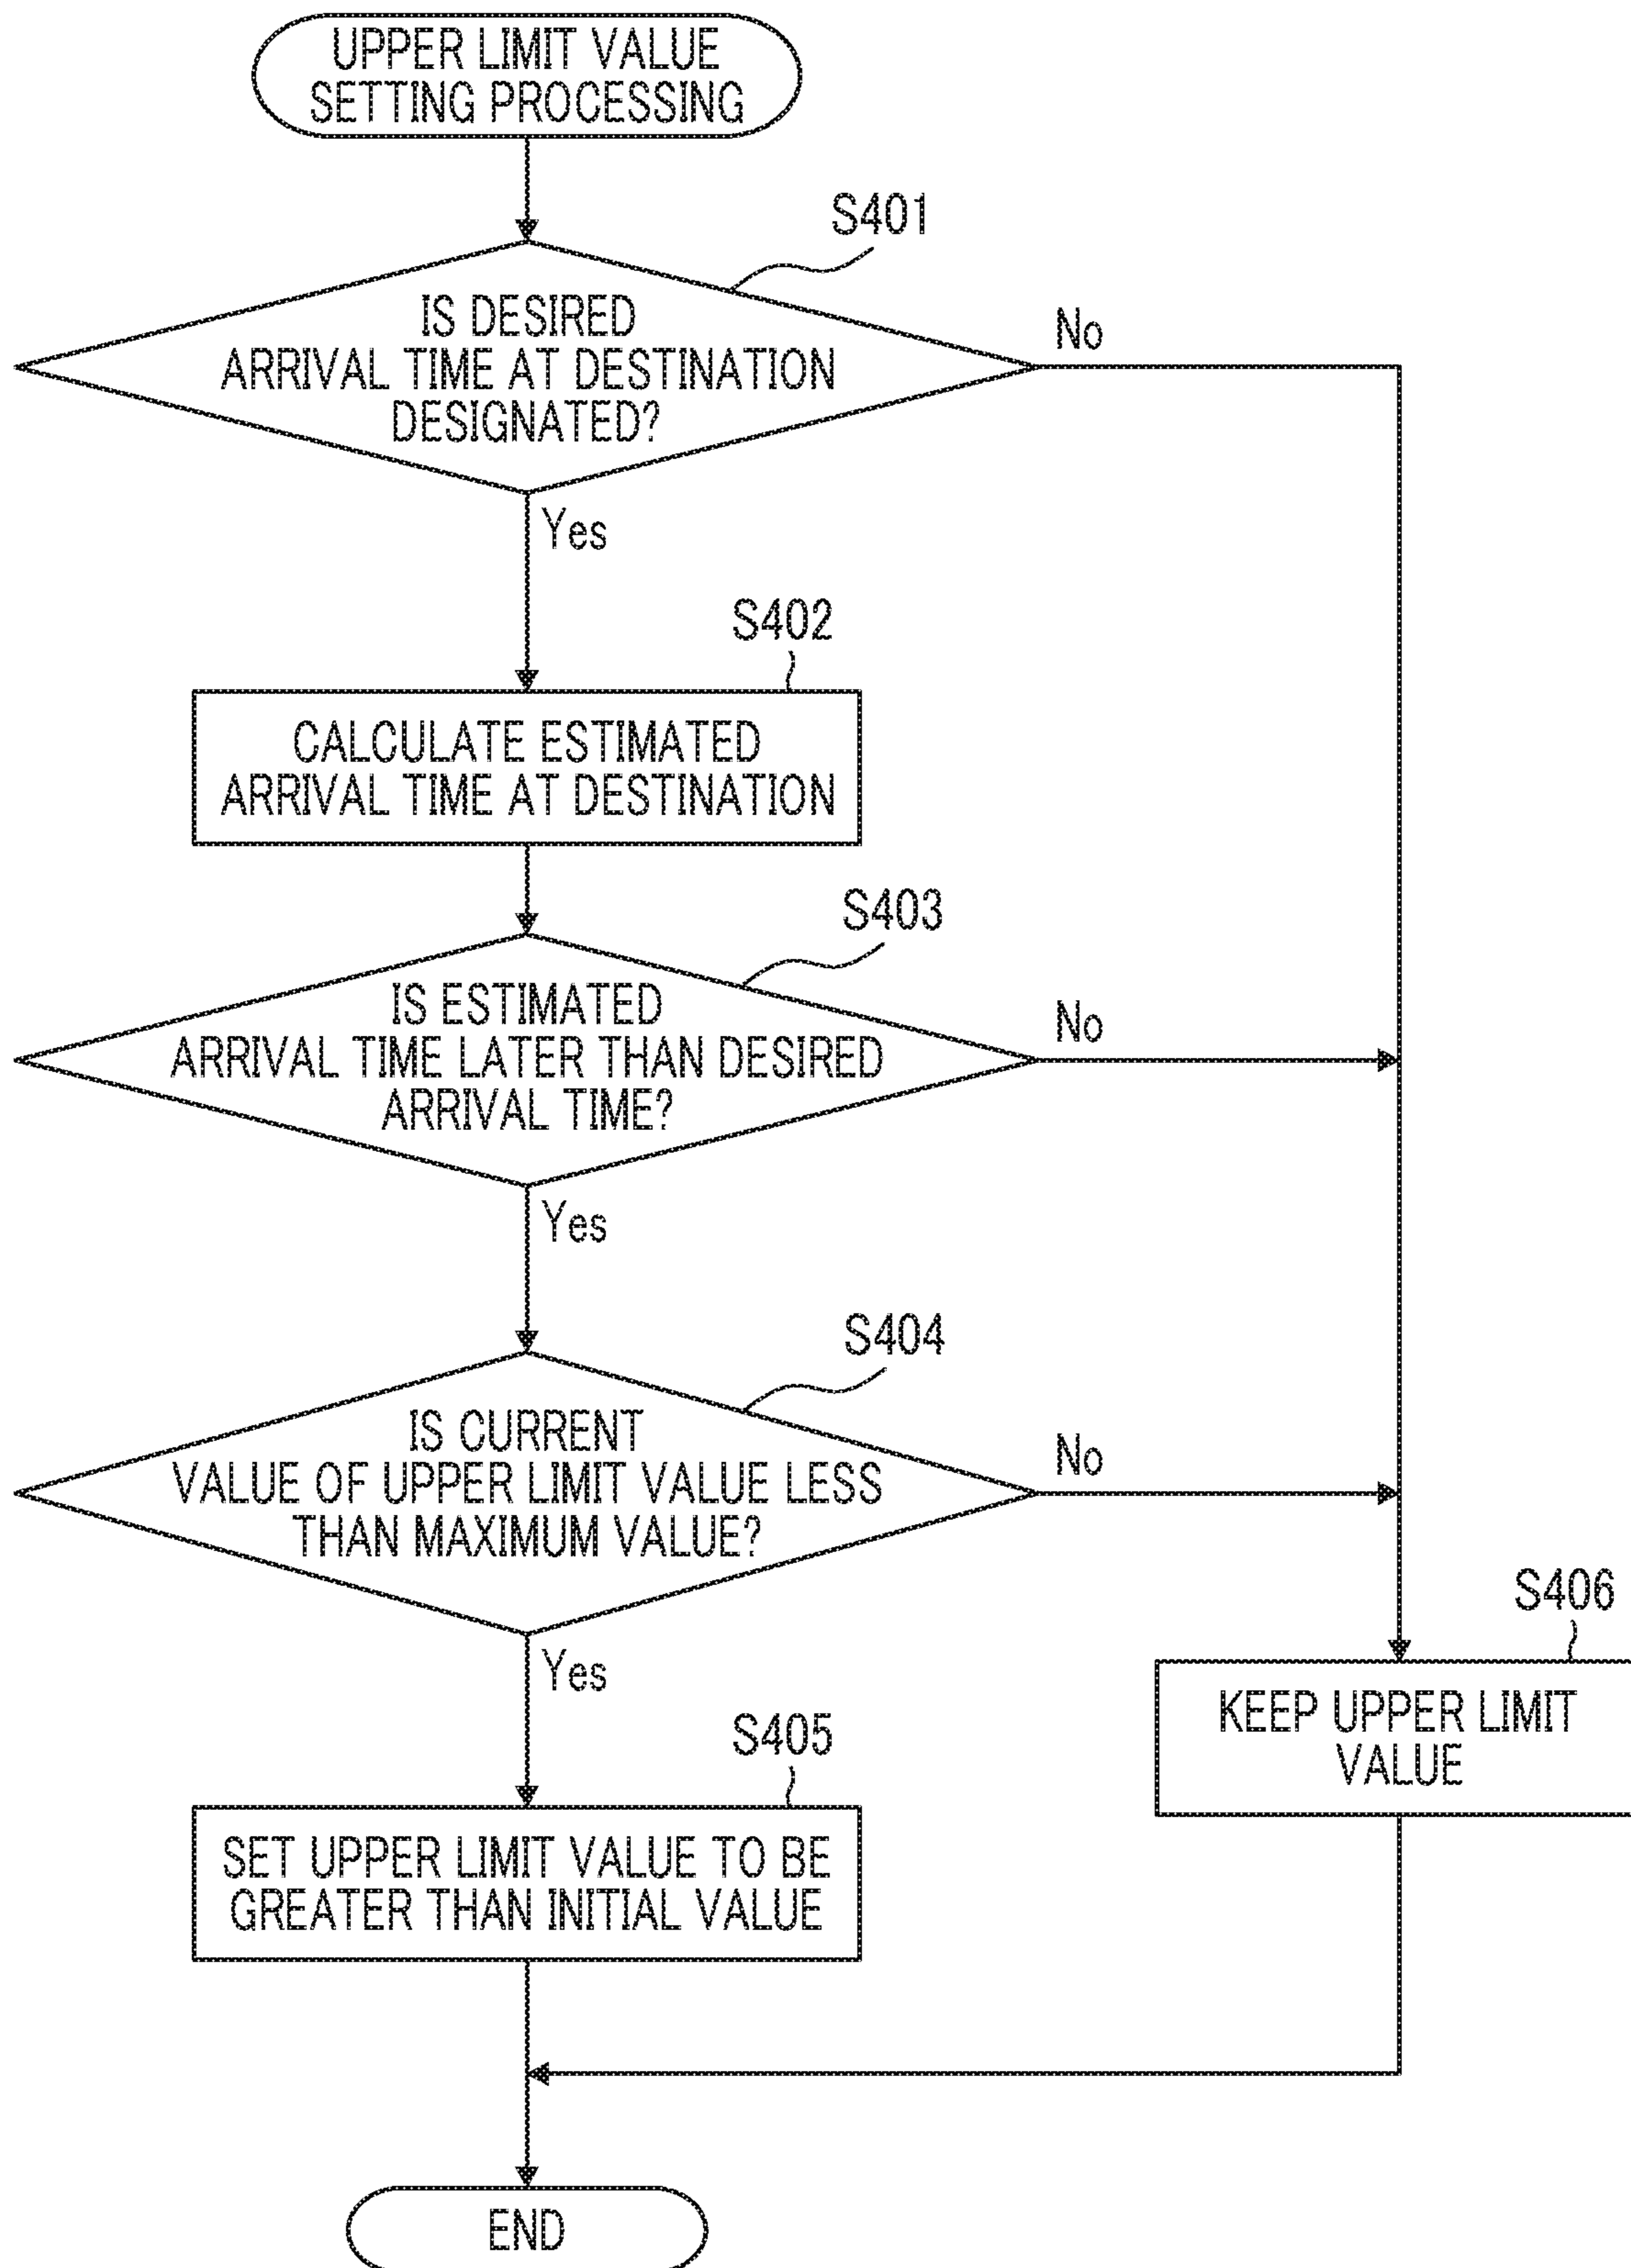 UPPER LIMIT VALUE
SETTING PROCESSING
S401
IS DESIRED
ARRIVAL TIME AT DESTINATION
DESIGNATED?
No
Yes
S402
CALCULATE ESTIMATED
ARRIVAL TIME AT DESTINATION
S403
IS ESTIMATED
ARRIVAL TIME LATER THAN DESIRED
ARRIVAL TIME?
No
Yes
S404
IS CURRENT
VALUE OF UPPER LIMIT VALUE LESS
THAN MAXIMUM VALUE?
No
Yes
S406
KEEP UPPER LIMIT
VALUE
S405
SET UPPER LIMIT VALUE TO BE
GREATER THAN INITIAL VALUE
END